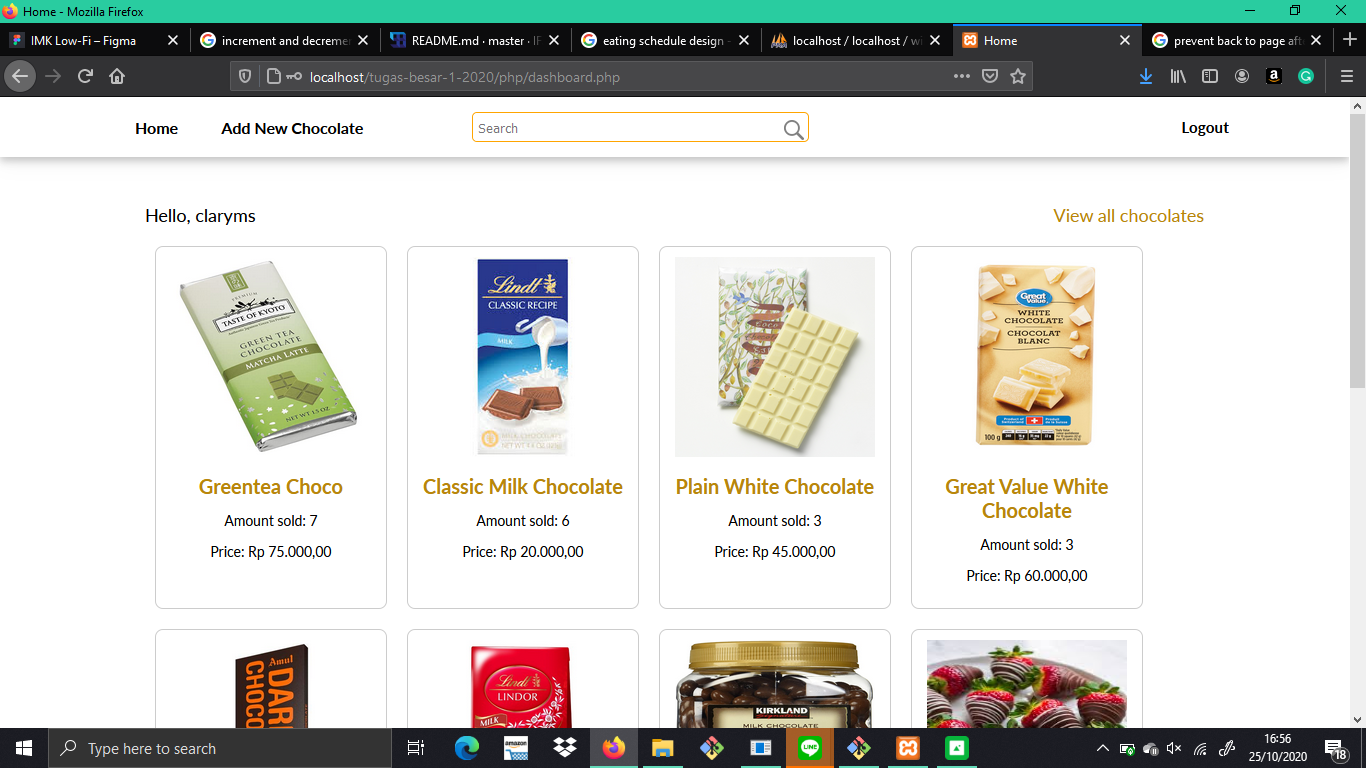 Home - Mozilla Firefox
IMK Low-Fi – Figma
increment and decreme
README.md · master · IF
eating schedule design -
localhost / localhost / wi
Home
prevent back to page aft
localhost/tugas-besar-1-2020/php/dashboard.php
Home
Add New Chocolate
Search
Logout
Hello, claryms
View all chocolates
PREMIUM
TASTE OF KYOTO
GREEN TEA
CHOCOLATE
MATCHA LATTE
NET WT 1.5 OZ
Greentea Choco
Amount sold: 7
Price: Rp 75.000,00
Lindt
CLASSIC RECIPE
MILK
MILK CHOCOLATE
Classic Milk Chocolate
Amount sold: 6
Price: Rp 20.000,00
Plain White Chocolate
Amount sold: 3
Price: Rp 45.000,00
Great
Value
WHITE
CHOCOLATE
CHOCOLAT
BLANC
100 g
Great Value White
Chocolate
Amount sold: 3
Price: Rp 60.000,00
Amul
DAR
CHOCO
Lindt
LINDOR
MILK
KIRKLAND
Signature
MILK CHOCOLATE
Type here to search
amazon
LINE
16:56
25/10/2020
18